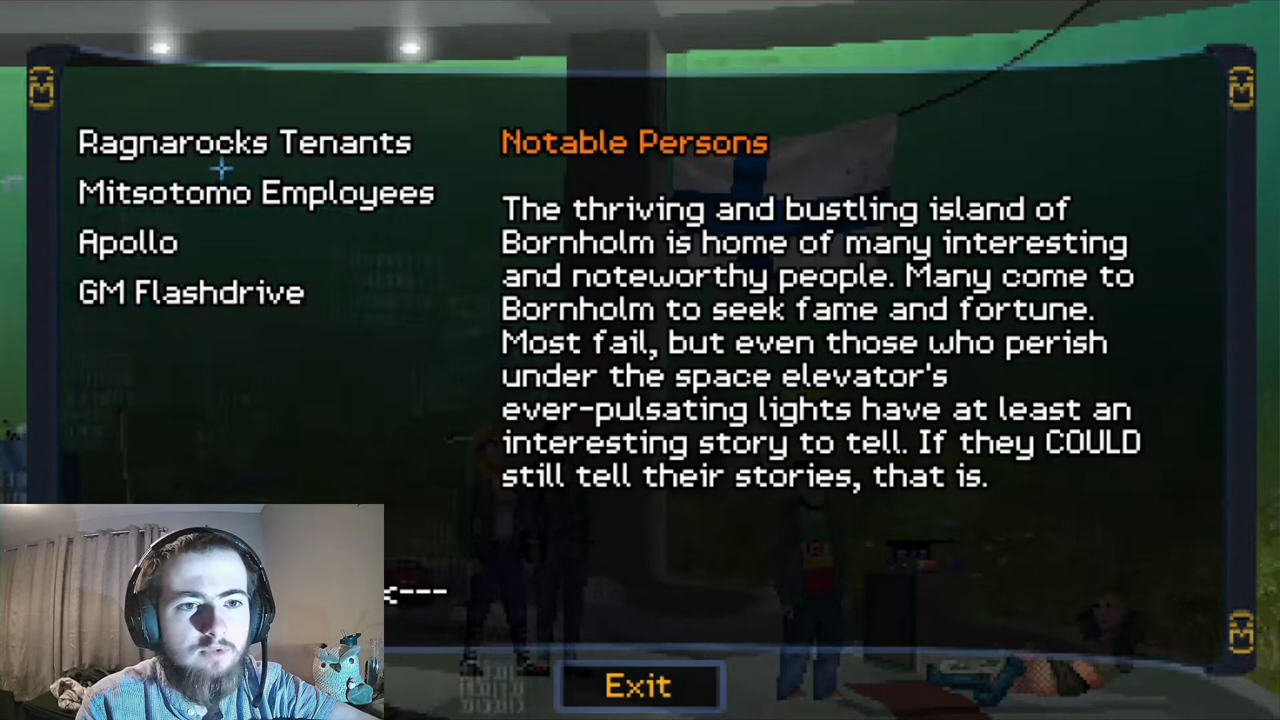 Ragnarocks Tenants
Mitsotomo Employees
Apollo
GM Flashdrive
Notable Persons
The thriving and bustling island of
Bornholm is home of many interesting
and noteworthy people. Many come to
Bornholm to seek fame and fortune.
Most fail, but even those who perish
under the space elevator's
ever-pulsating lights have at least an
interesting story to tell. If they COULD
still tell their stories, that is.
<---
Exit